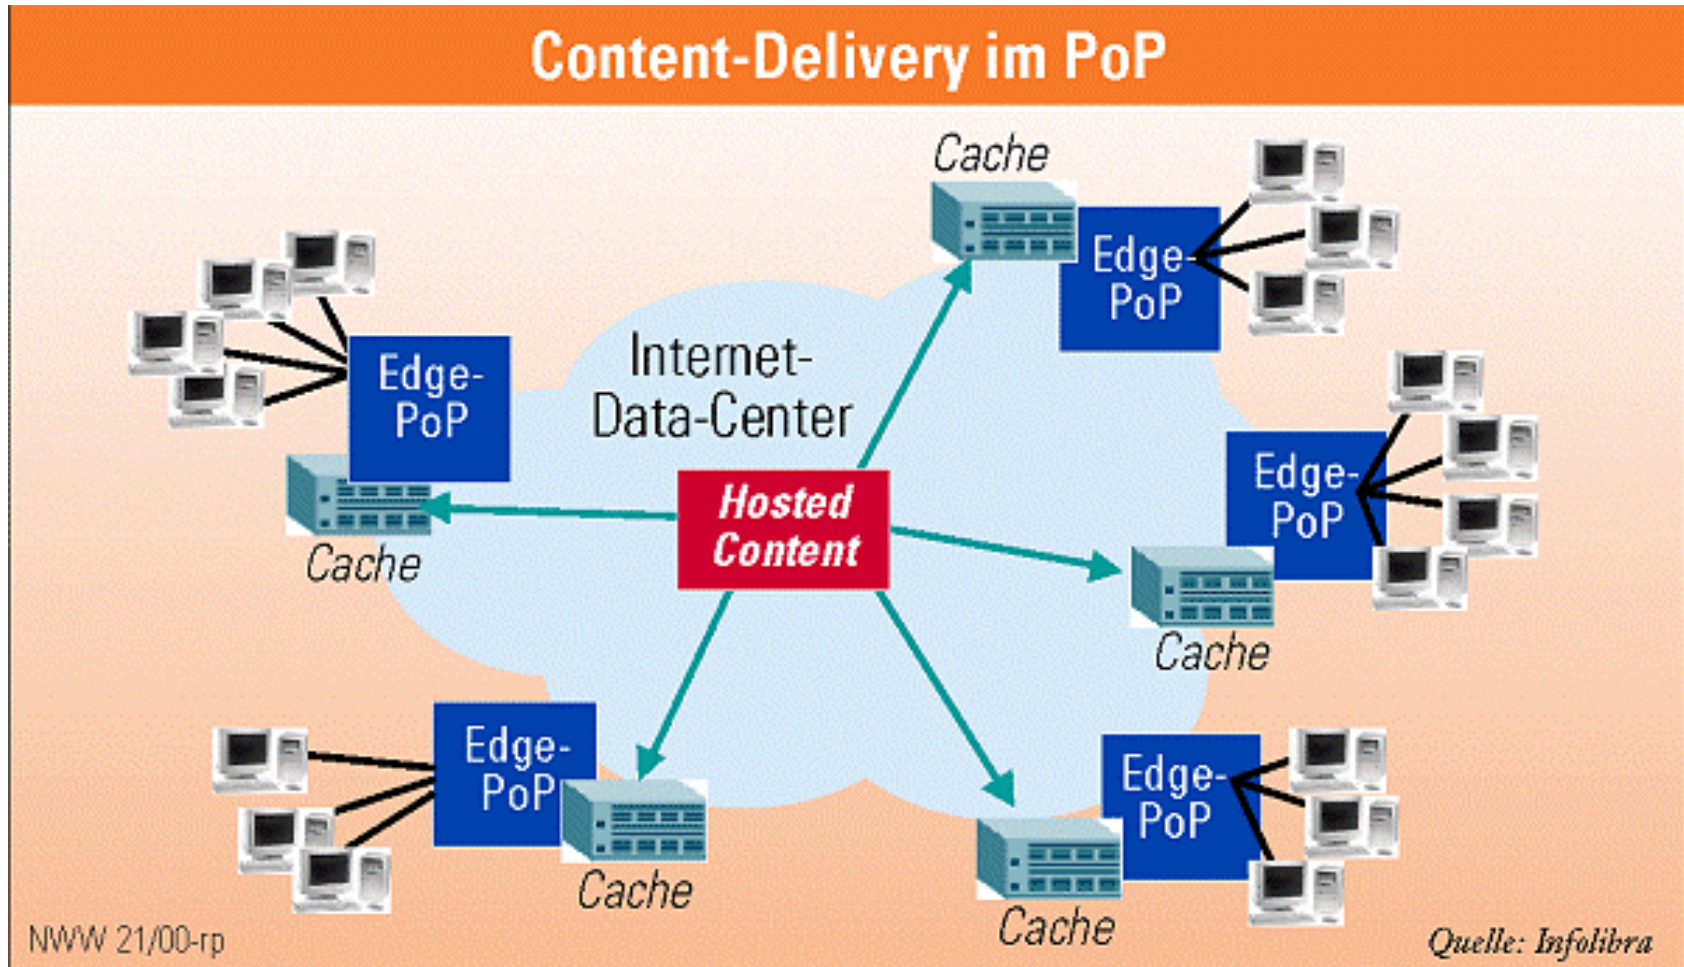 Content-Delivery im PoP
Cache
Edge-
PoP
Internet-
Data-Center
Edge-
PoP
Edge-
PoP
Hosted
Content
Cache
Cache
Edge-
PoP
Edge-
PoP
Cache
Cache
NWW 21/00-rp
Quelle: Infolibra